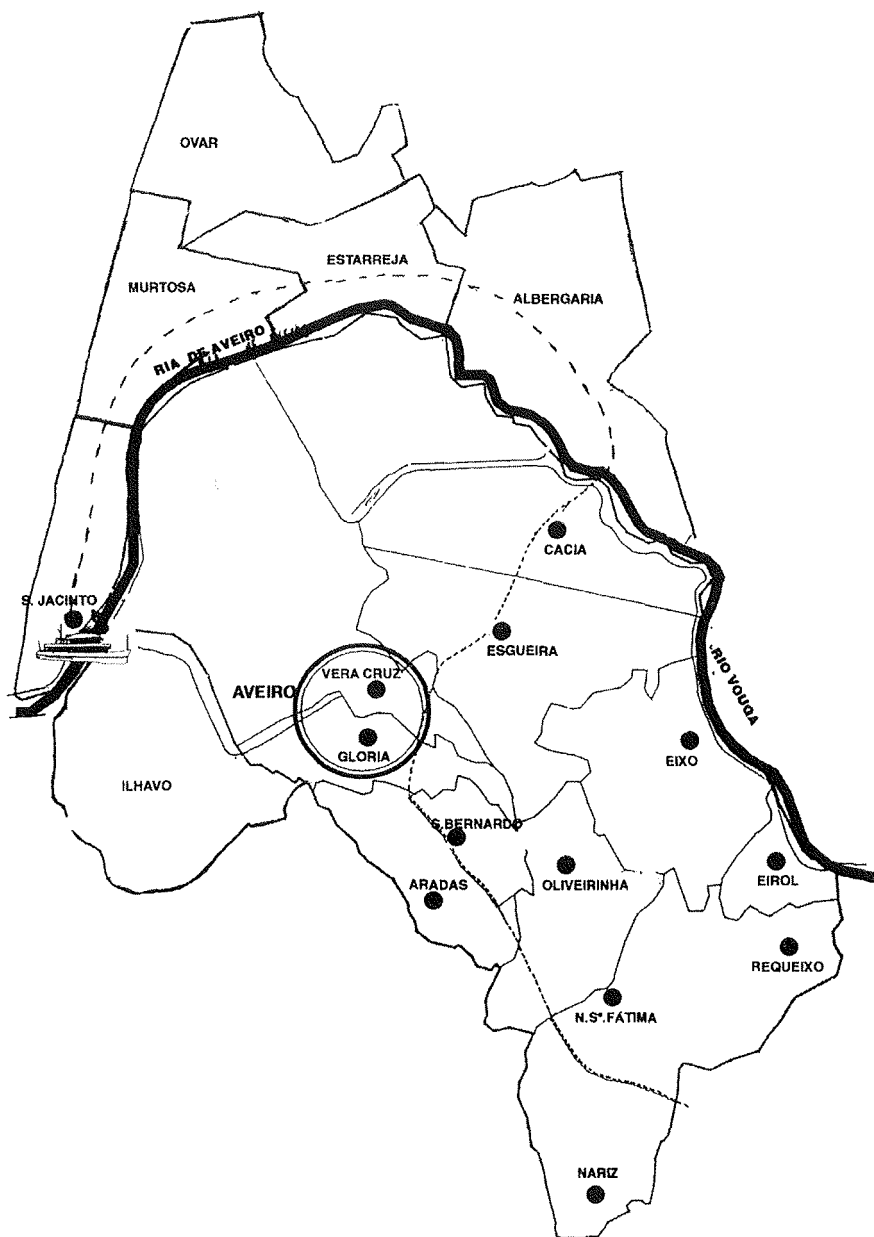 OVAR
ESTARREJA
MURTOSA
ALBERGARIA
RIA DE AVEIRO
CACIA
S. JACINTO
ESGUEIRA
VERA CRUZ
AVEIRO
RIO VOUGA
GLORIA
EIXO
ILHAVO
S.BERNARDO
ARADAS
OLIVEIRINHA
EIROL
REQUEIXO
N.Sª.FÁTIMA
NARIZ